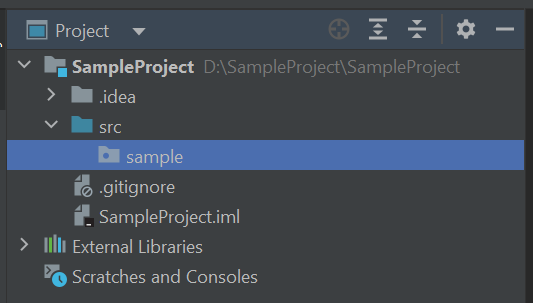 Project
SampleProject D:\SampleProject\SampleProject
.idea
src
sample
.gitignore
SampleProject.iml
External Libraries
Scratches and Consoles